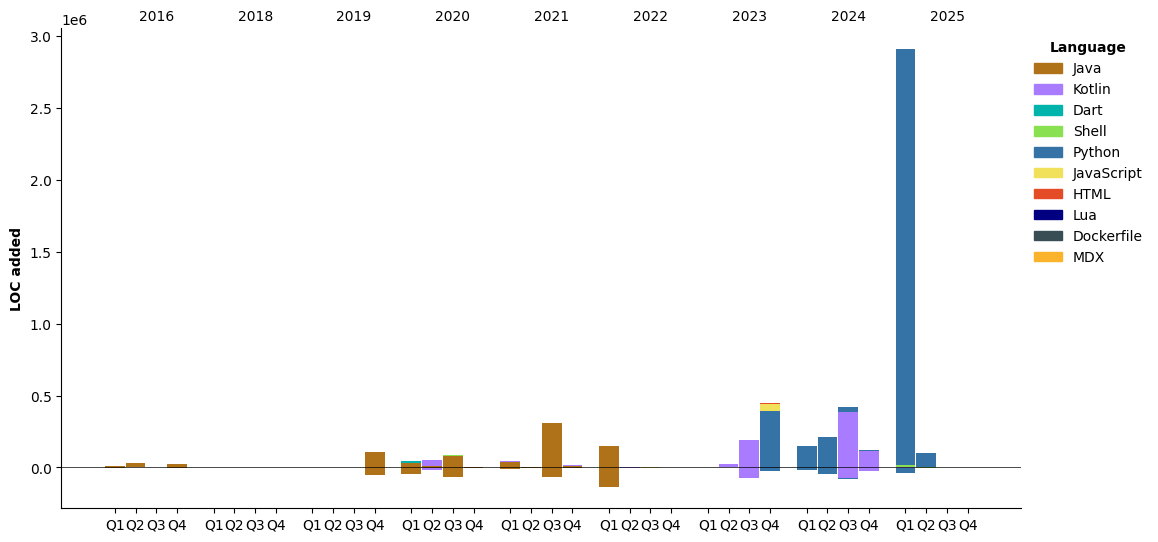 1e6
2016 2018 2019 2020 2021 2022 2023 2024 2025
3.0
2.5
2.0
1.5
1.0
0.5
0.0
LOC added
Q1 Q2 Q3 Q4 Q1 Q2 Q3 Q4 Q1 Q2 Q3 Q4 Q1 Q2 Q3 Q4 Q1 Q2 Q3 Q4 Q1 Q2 Q3 Q4 Q1 Q2 Q3 Q4 Q1 Q2 Q3 Q4 Q1 Q2 Q3 Q4
Language
Java
Kotlin
Dart
Shell
Python
JavaScript
HTML
Lua
Dockerfile
MDX